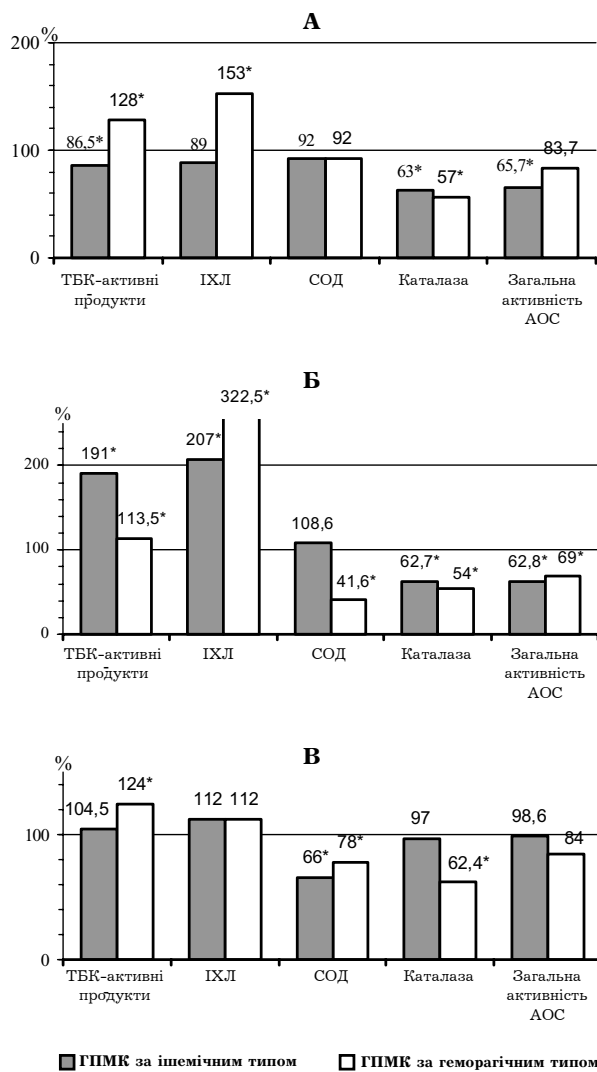 А
%
200
153*
128*
86,5*
89
92
92
83,7
100
63*
57*
65,7*
0
ТБК-активні
продукти
ІХЛ
СОД
Каталаза
Загальна
активність
АОС
Б
%
322,5*
207*
191*
200
113,5*
108,6
100
62,7*
54*
62,8*
69*
41,6*
0
ТБК-активні
продукти
ІХЛ
СОД
Каталаза
Загальна
активність
АОС
В
%
124*
104,5
112
112
97
98,6
100
84
66*
78*
62,4*
0
ТБК-активні
продукти
ІХЛ
СОД
Каталаза
Загальна
активність
АОС
ГПМК за ішемічним типом
ГПМК за геморагічним типом